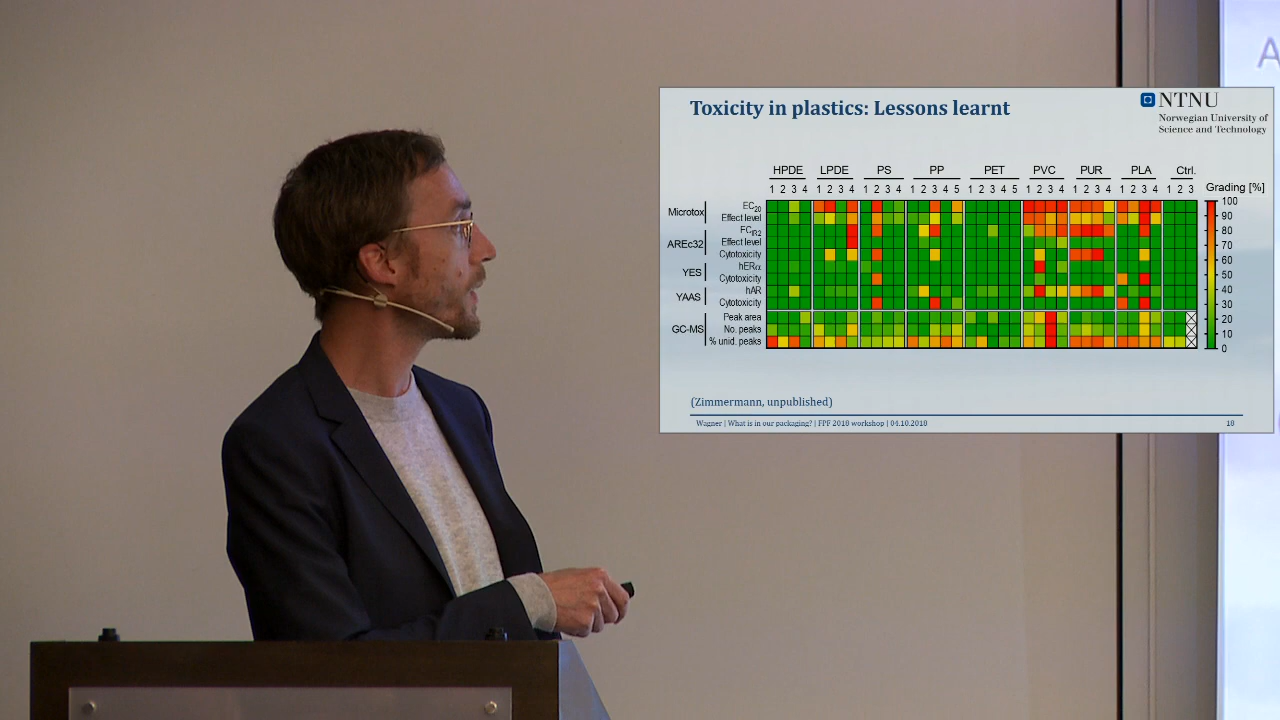 A
Toxicity in plastics: Lessons learnt
NTNU
Norwegian University of
Science and Technology
HPDE LPDE PS PP PET PVC PUR PLA Ctrl.
1 2 3 4 1 2 3 4 1 2 3 4 1 2 3 4 5 1 2 3 4 5 1 2 3 4 1 2 3 4 1 2 3 4 1 2 3
Grading [%]
Microtox
EC20
Effect level
AREc32
FCIR2
Effect level
Cytotoxicity
YES
hERα
Cytotoxicity
YAAS
hAR
Cytotoxicity
GC-MS
Peak area
No. peaks
% unid. peaks
100
90
80
70
60
50
40
30
20
10
0
(Zimmermann, unpublished)
Wagner | What is in our packaging? | FPF 2018 workshop | 04.10.2018
18